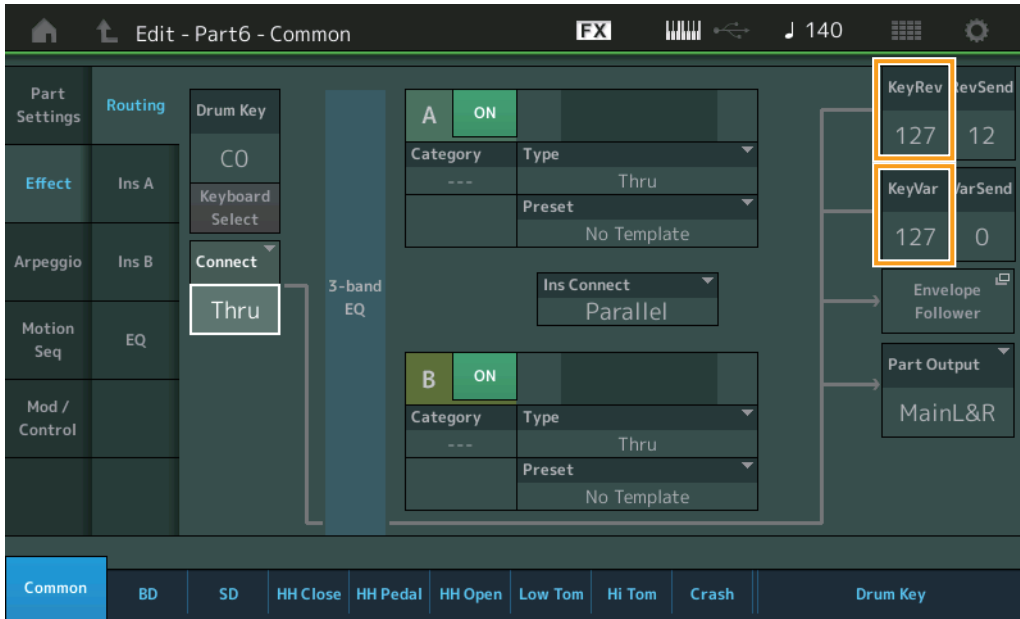 Edit - Part6 - Common
FX
♩ 140
Part
Settings
Effect
Arpeggio
Motion
Seq
Mod /
Control
Routing
Ins A
Ins B
EQ
Drum Key
C0
Keyboard
Select
Connect
Thru
3-band
EQ
A
ON
Category
Type
---
Thru
Preset
No Template
Ins Connect
Parallel
B
ON
Category
Type
---
Thru
Preset
No Template
KeyRev
RevSend
127
12
KeyVar
VarSend
127
0
Envelope
Follower
Part Output
MainL&R
Common
BD
SD
HH Close
HH Pedal
HH Open
Low Tom
Hi Tom
Crash
Drum Key